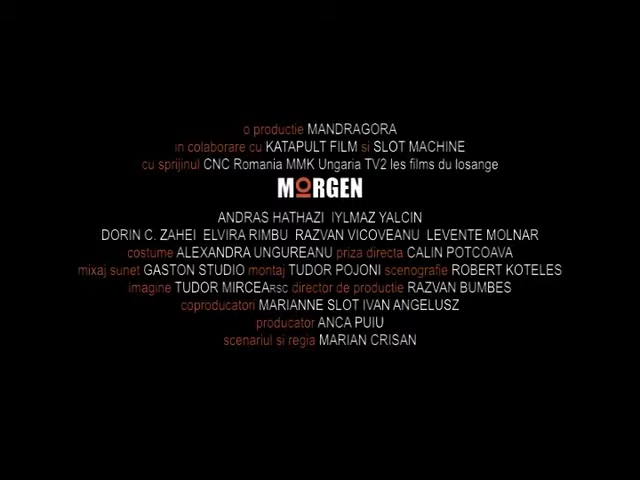 o productie MANDRAGORA
in colaborare cu KATAPULT FILM si SLOT MACHINE
cu sprijinul CNC Romania MMK Ungaria TV2 les films du losange
MORGEN
ANDRAS HATHAZI IYLMAZ YALCIN
DORIN C. ZAHEI ELVIRA RIMBU RAZVAN VICOVEANU LEVENTE MOLNAR
costume ALEXANDRA UNGUREANU priza directa CALIN POTCOAVA
mixaj sunet GASTON STUDIO montaj TUDOR POJONI scenografie ROBERT KOTELES
imagine TUDOR MIRCEA RSC director de productie RAZVAN BUMBES
coproducatori MARIANNE SLOT IVAN ANGELUSZ
producator ANCA PUIU
scenariul si regia MARIAN CRISAN